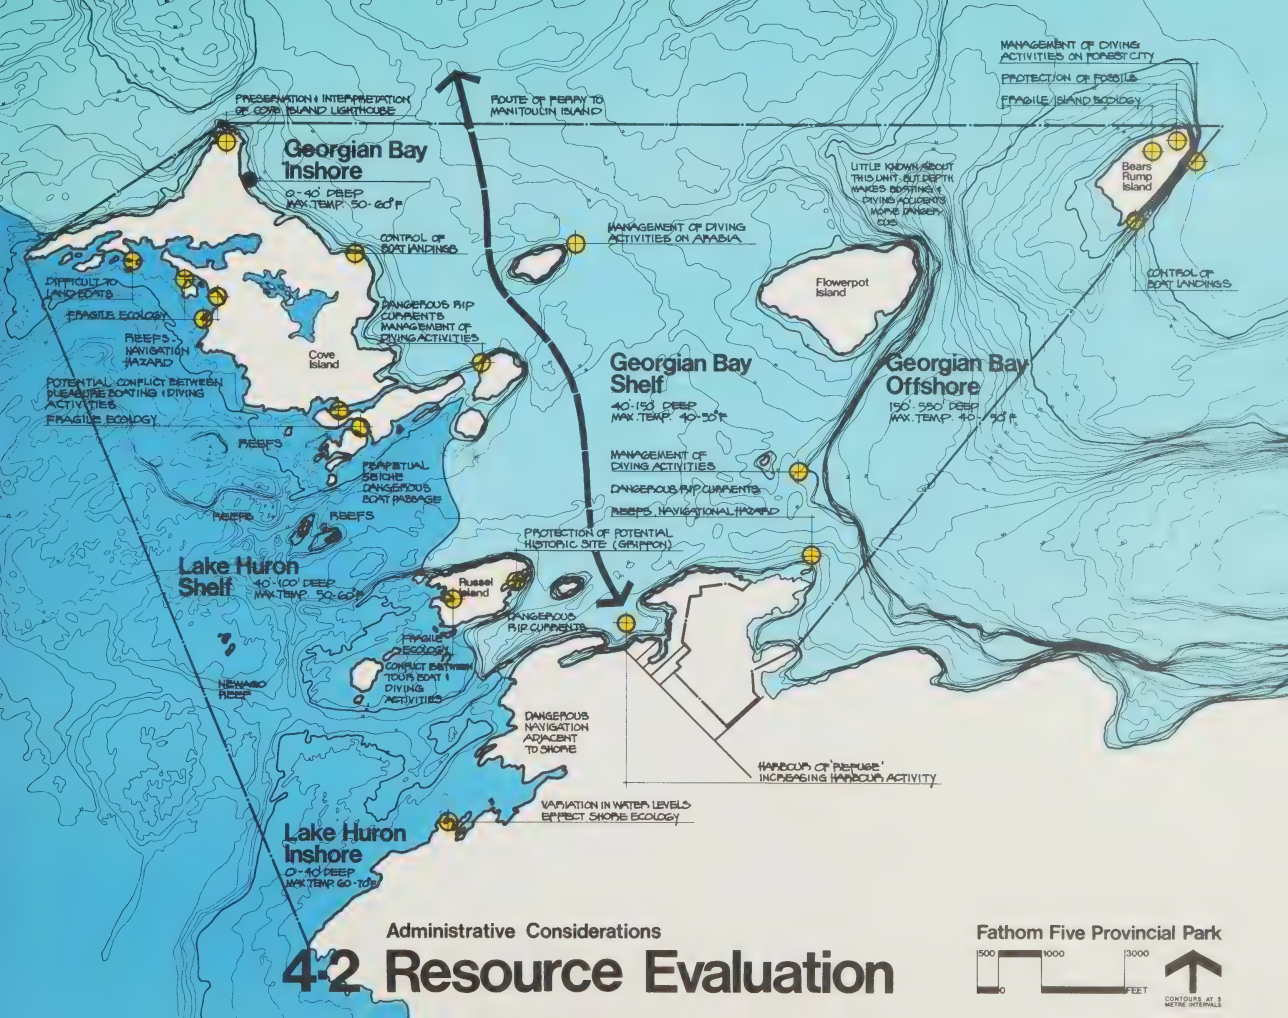 MANAGEMENT OF DIVING
ACTIVITIES ON FOREST CITY
PROTECTION OF FOSSILS
FRAGILE ISLAND ECOLOGY
PRESERVATION & INTERPRETATION
OF COVE ISLAND LIGHTHOUSE
ROUTE OF FERRY TO
MANITOULIN ISLAND
Georgian Bay
Inshore
0-40' DEEP
MAX. TEMP. 50-60°F
LITTLE KNOWN ABOUT
THIS UNIT BUT DEPTH
MAKES BOATING &
DIVING ACCIDENTS
MORE DANGER-
OUS.
Bears
Rump
Island
CONTROL OF
BOAT LANDINGS
MANAGEMENT OF DIVING
ACTIVITIES ON ARABIA
CONTROL OF
BOAT LANDINGS
DIFFICULT TO
LAND BOATS
FRAGILE ECOLOGY
REEFS-
NAVIGATION
HAZARD
Flowerpot
Island
DANGEROUS RIP
CURRENTS
MANAGEMENT OF
DIVING ACTIVITIES
Cove
Island
POTENTIAL CONFLICT BETWEEN
PLEASURE BOATING & DIVING
ACTIVITIES
FRAGILE ECOLOGY
Georgian Bay
Shelf
40-150' DEEP
MAX. TEMP. 40-50°F
Georgian Bay
Offshore
150'-550' DEEP
MAX. TEMP. 40-50°F
REEFS
PERPETUAL
SEICHE
DANGEROUS
BOAT PASSAGE
MANAGEMENT OF
DIVING ACTIVITIES
DANGEROUS RIP CURRENTS
REEFS, NAVIGATIONAL HAZARD
REEFS
REEFS
PROTECTION OF POTENTIAL
HISTORIC SITE (GRIFFON)
Lake Huron
Shelf
40-100' DEEP
MAX. TEMP. 50-60°F
Russel
Island
DANGEROUS
RIP CURRENTS
FRAGILE
ECOLOGY
CONFLICT BETWEEN
TOUR BOAT &
DIVING
ACTIVITIES
NEWAGO
REEF
DANGEROUS
NAVIGATION
ADJACENT
TO SHORE
HARBOUR OF 'REFUGE'
INCREASING HARBOUR ACTIVITY
VARIATION IN WATER LEVELS
EFFECT SHORE ECOLOGY
Lake Huron
Inshore
0-40' DEEP
MAX. TEMP. 60-70°F
Administrative Considerations
4-2 Resource Evaluation
Fathom Five Provincial Park
1500 0 1000 3000
FEET
CONTOURS AT 5
METRE INTERVALS